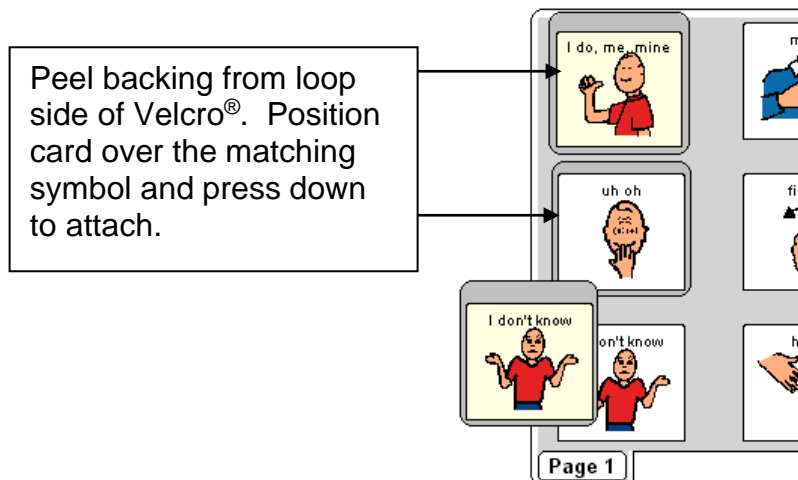 Peel backing from loop
side of Velcro®. Position
card over the matching
symbol and press down
to attach.
I do, me, mine
uh oh
I don't know
on't know
Page 1